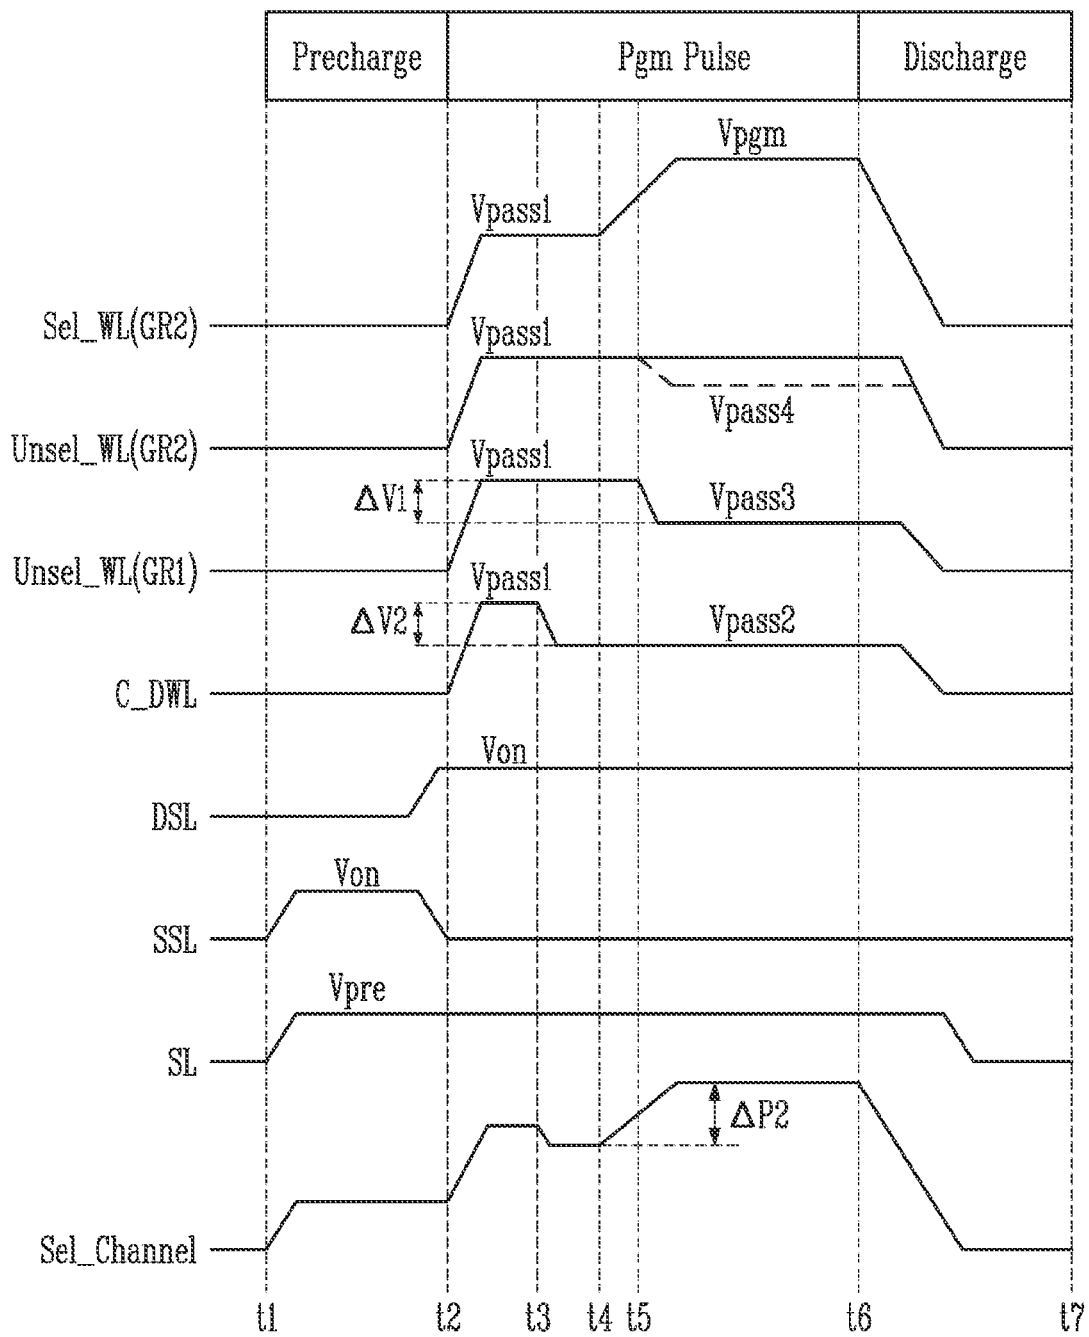 Precharge Pgm Pulse Discharge
Vpgm
Vpass1
Sel_WL(GR2)
Vpass1
Vpass4
Unsel_WL(GR2)
Vpass1
ΔV1
Vpass3
Unsel_WL(GR1)
Vpass1
ΔV2
Vpass2
C_DWL
Von
DSL
Von
SSL
Vpre
SL
ΔP2
Sel_Channel
t1 t2 t3 t4 t5 t6 t7